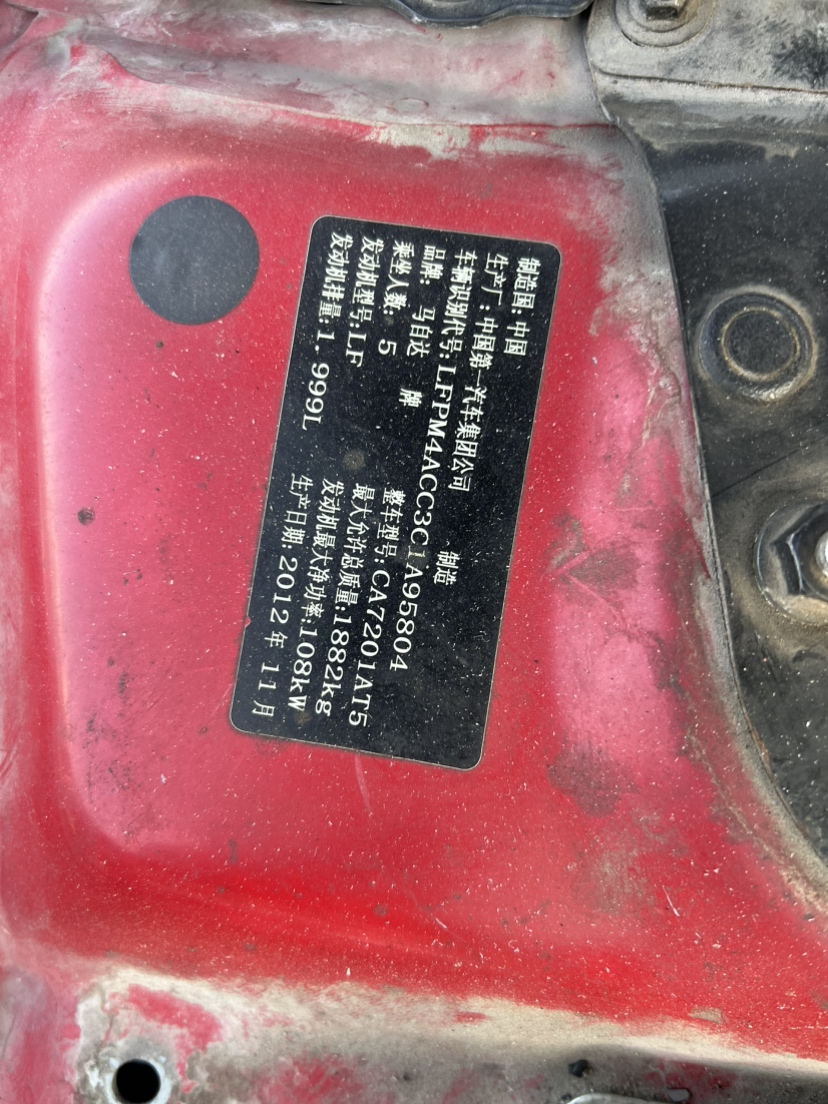 制造国：中国
生产厂：中国第一汽车集团公司 制造
车辆识别代号：LFPM4ACC3C1A95804
品牌： 马自达 牌 整车型号：CA7201AT5
乘坐人数： 5 最大允许总质量：1882kg
发动机型号：LF 发动机最大净功率：108kW
发动机排量：1.999L 生产日期：2012年 11月